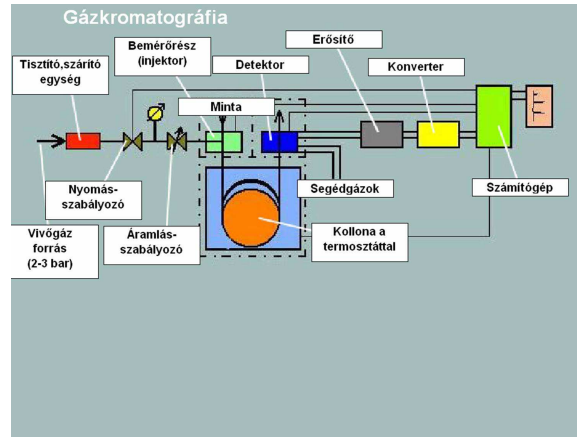 Gázkromatográfia
Tisztító,szárító
egység
Bemérőrész
(injektor)
Detektor
Erősítő
Konverter
Minta
Nyomás-
szabályozó
Segédgázok
Számítógép
Vivőgáz
forrás
(2-3 bar)
Áramlás-
szabályozó
Kollona a
termosztáttal